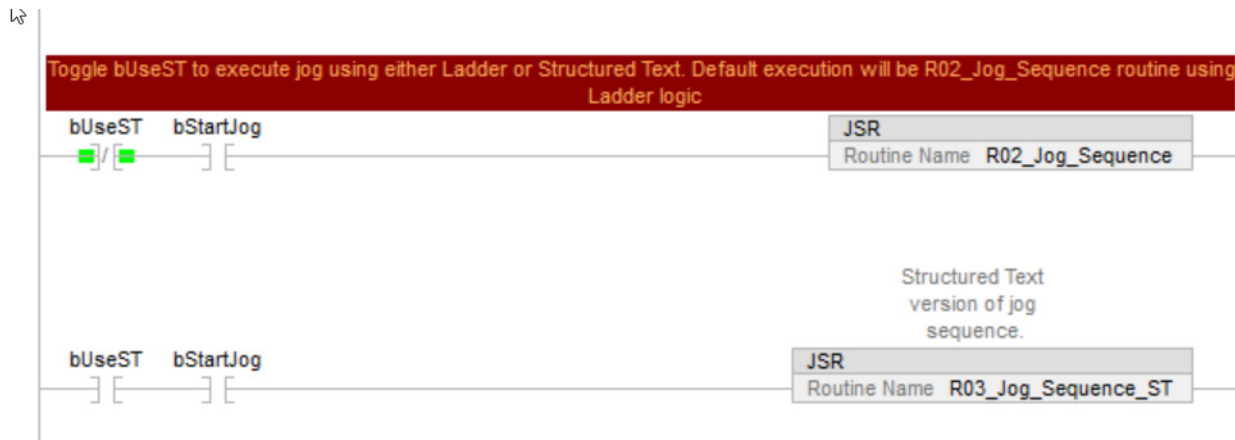 Toggle bUseST to execute jog using either Ladder or Structured Text. Default execution will be R02_Jog_Sequence routine using
Ladder logic
bUseST bStartJog
JSR
Routine Name R02_Jog_Sequence
Structured Text
version of jog
sequence.
bUseST bStartJog
JSR
Routine Name R03_Jog_Sequence_ST